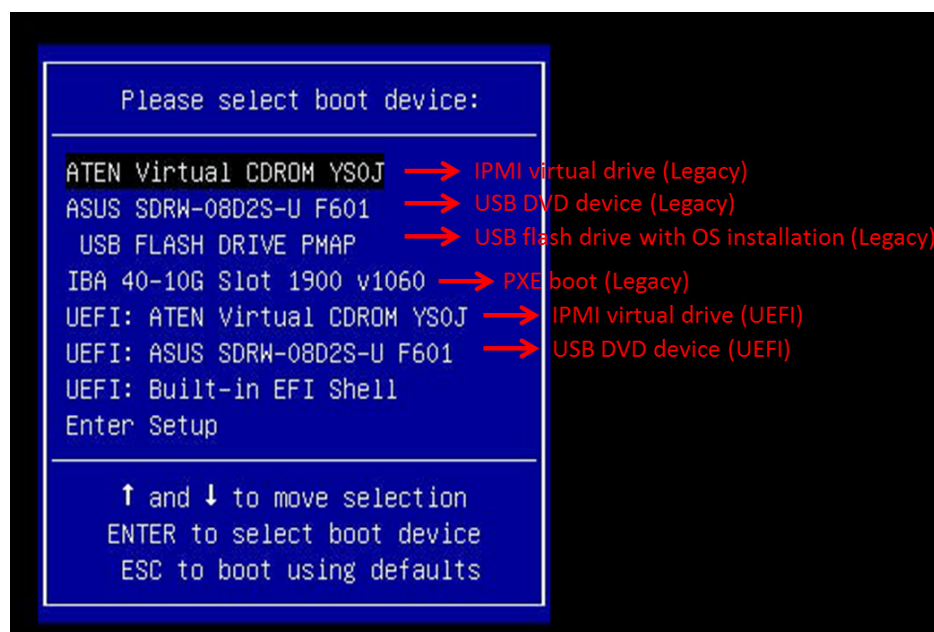 Please select boot device:
ATEN Virtual CDROM YS0J IPMI virtual drive (Legacy)
ASUS SDRW-08D2S-U F601 USB DVD device (Legacy)
USB FLASH DRIVE PMAP USB flash drive with OS installation (Legacy)
IBA 40-10G Slot 1900 v1060 PXE boot (Legacy)
UEFI: ATEN Virtual CDROM YS0J IPMI virtual drive (UEFI)
UEFI: ASUS SDRW-08D2S-U F601 USB DVD device (UEFI)
UEFI: Built-in EFI Shell
Enter Setup
↑ and ↓ to move selection
ENTER to select boot device
ESC to boot using defaults